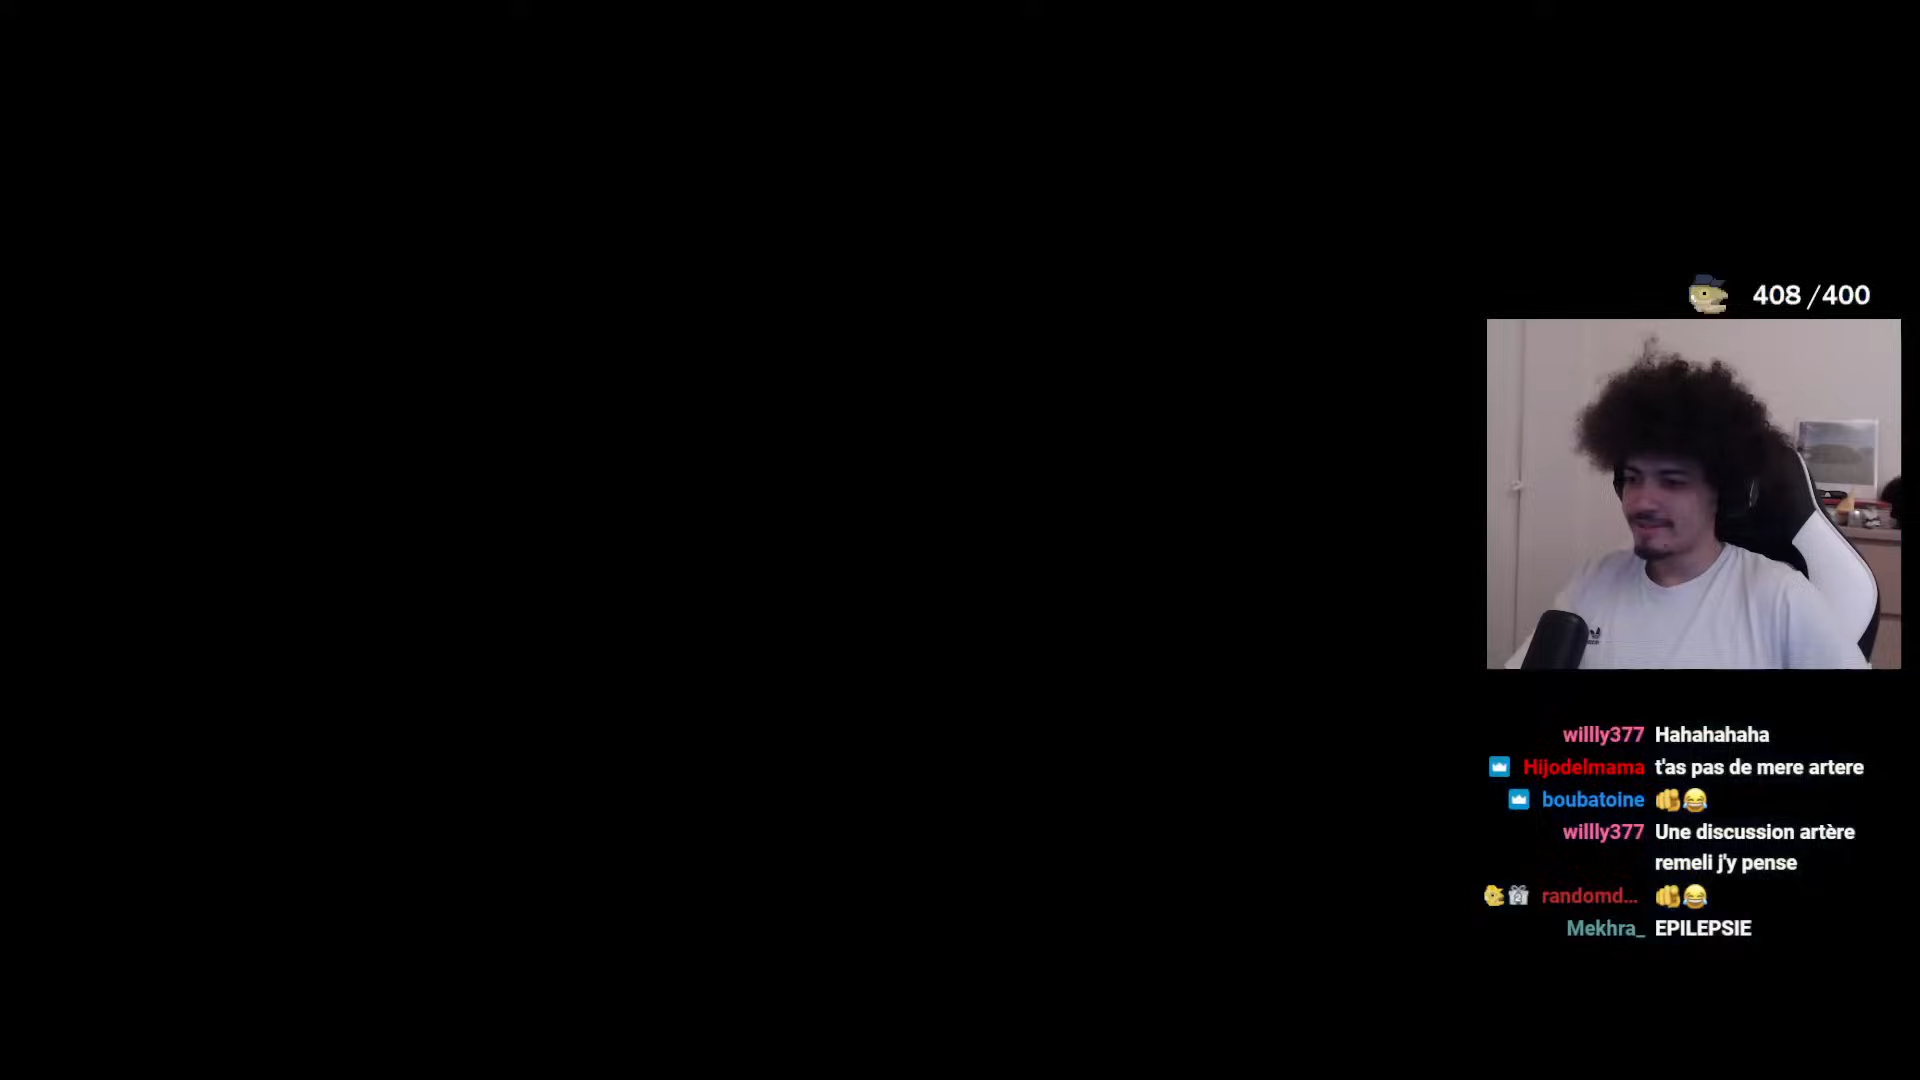 408 /400
willly377 Hahahahaha
Hijodelmama t'as pas de mere artere
boubatoine 🫵😂
willly377 Une discussion artère
remeli j'y pense
randomd... 🫵😂
Mekhra_ EPILEPSIE